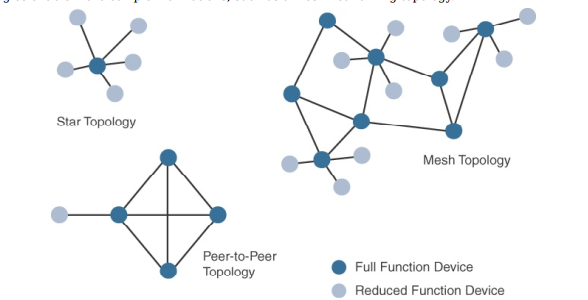 Star Topology
Mesh Topology
Peer-to-Peer
Topology
Full Function Device
Reduced Function Device